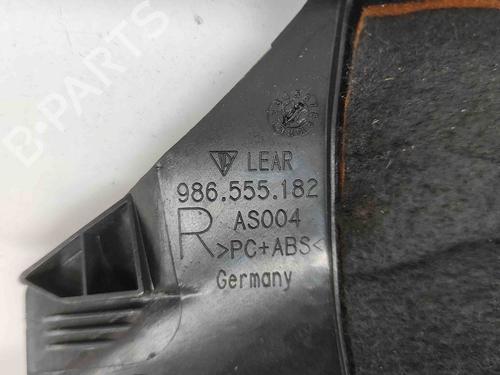 B-PARTS
LEAR
986.555.182
R
AS004
>PC+ABS<
Germany